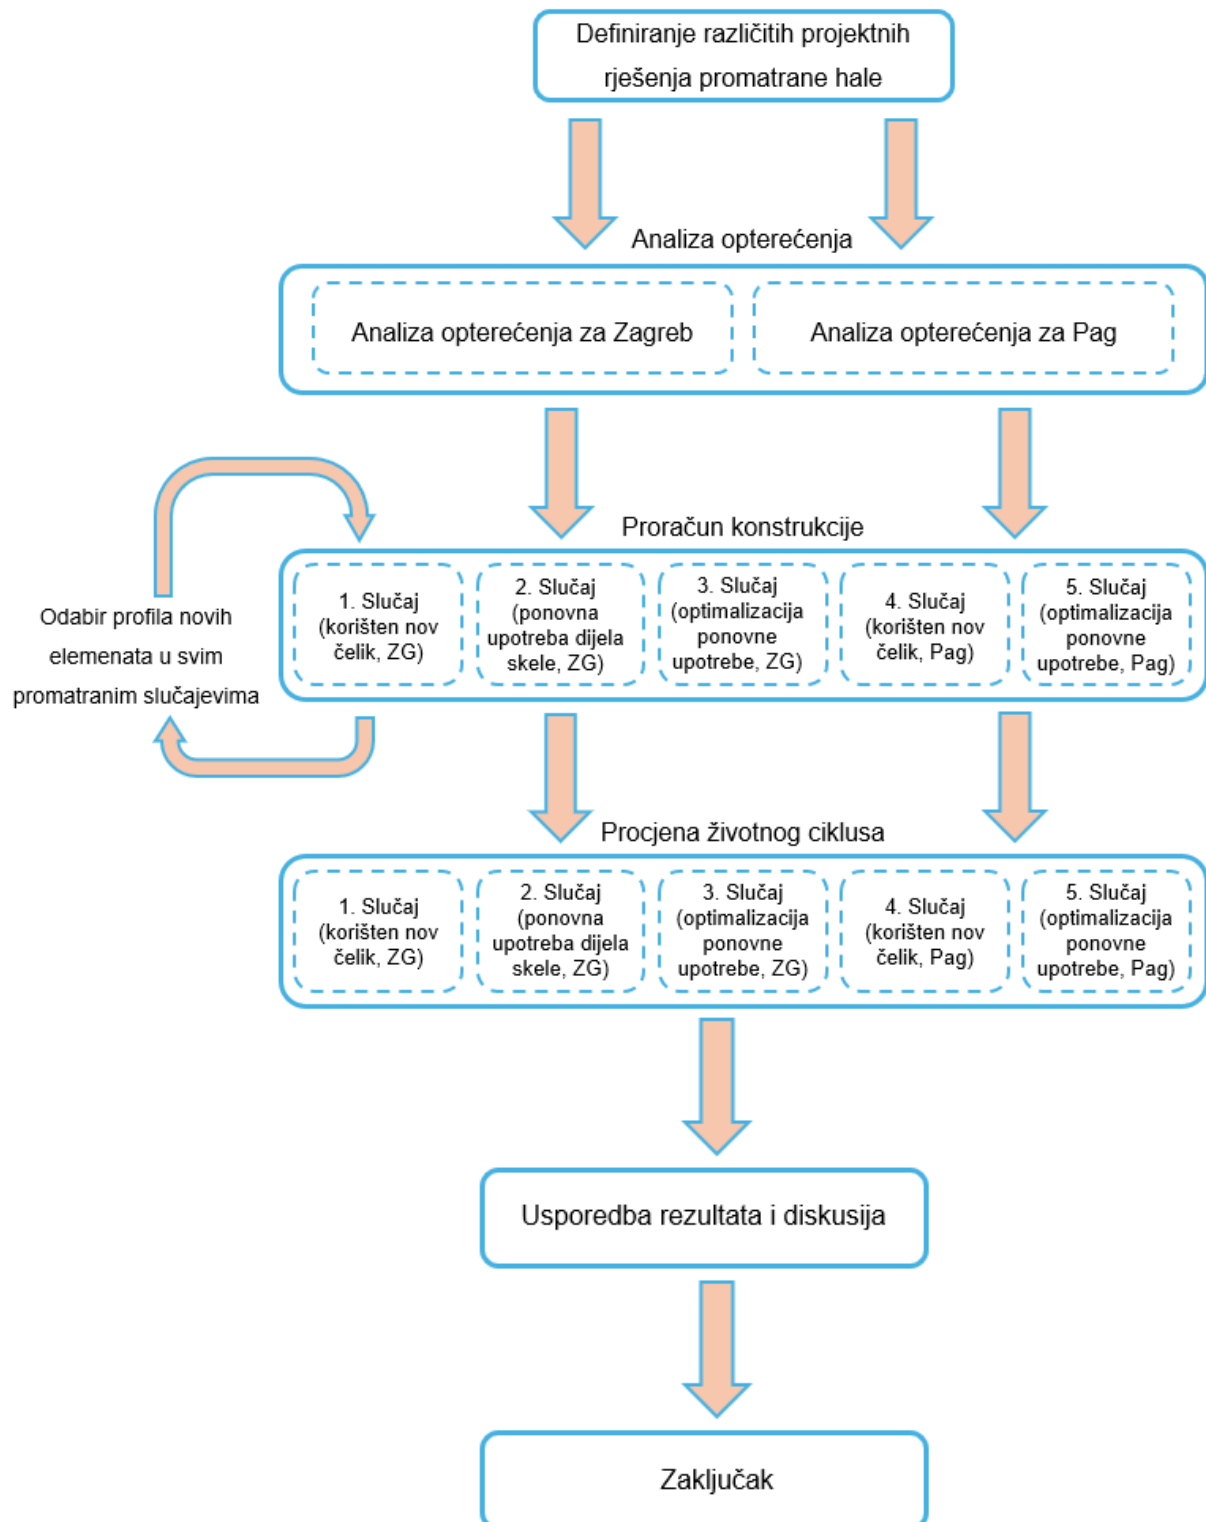 Definiranje različitih projektnih
rješenja promatrane hale
Analiza opterećenja
Analiza opterećenja za Zagreb
Analiza opterećenja za Pag
Proračun konstrukcije
Odabir profila novih
elemenata u svim
promatranim slučajevima
1. Slučaj
(korišten nov
čelik, ZG)
2. Slučaj
(ponovna
upotreba dijela
skele, ZG)
3. Slučaj
(optimalizacija
ponovne
upotrebe, ZG)
4. Slučaj
(korišten nov
čelik, Pag)
5. Slučaj
(optimalizacija
ponovne
upotrebe, Pag)
Procjena životnog ciklusa
1. Slučaj
(korišten nov
čelik, ZG)
2. Slučaj
(ponovna
upotreba dijela
skele, ZG)
3. Slučaj
(optimalizacija
ponovne
upotrebe, ZG)
4. Slučaj
(korišten nov
čelik, Pag)
5. Slučaj
(optimalizacija
ponovne
upotrebe, Pag)
Usporedba rezultata i diskusija
Zaključak